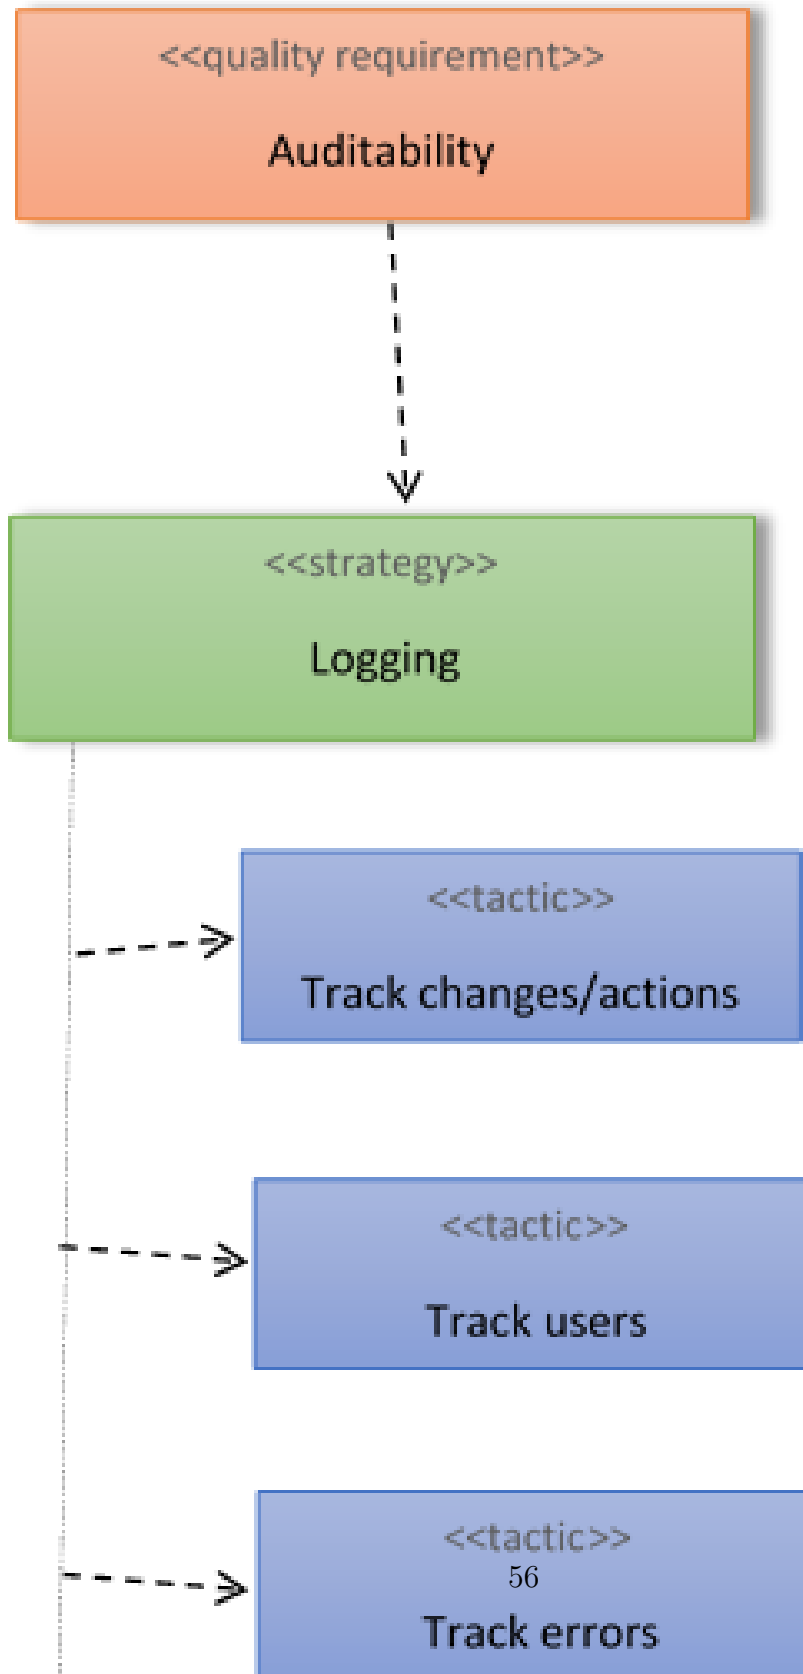 <<quality requirement>>
Auditability
<<strategy>>
Logging
<<tactic>>
Track changes/actions
<<tactic>>
Track users
<<tactic>>
56
Track errors